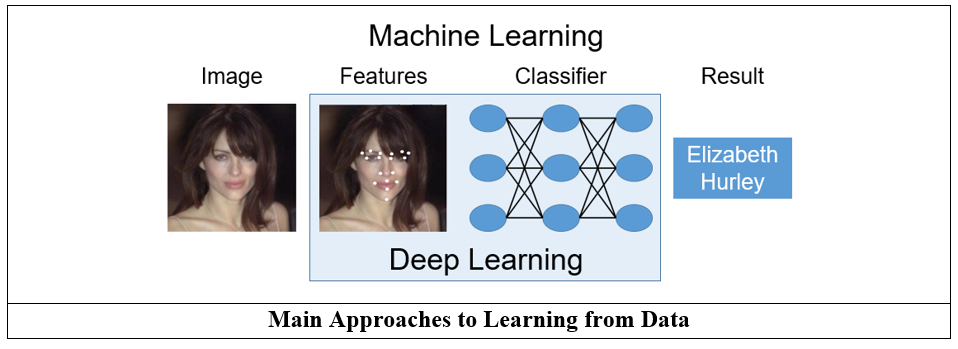 Machine Learning
Image Features Classifier Result
Elizabeth
Hurley
Deep Learning
Main Approaches to Learning from Data